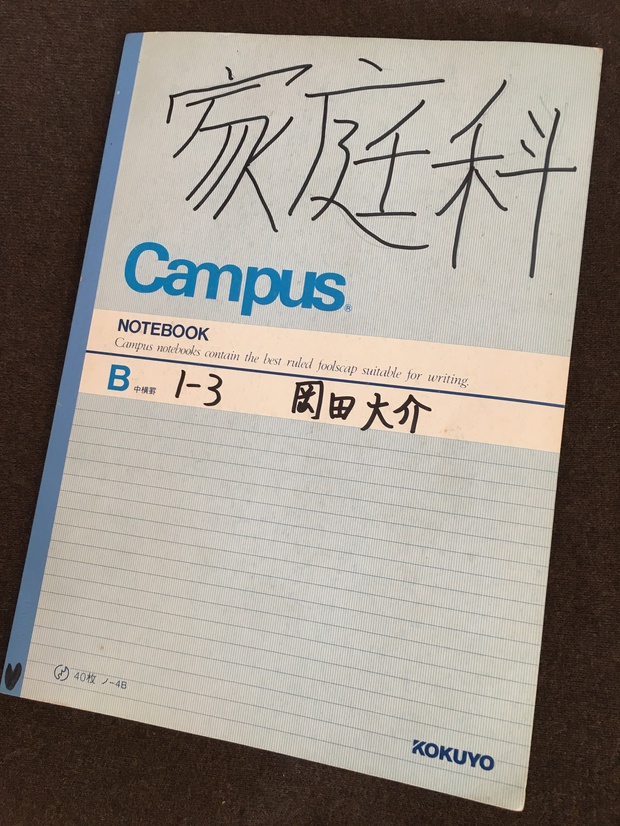 家庭科
Campus®
NOTEBOOK
Campus notebooks contain the best ruled foolscap suitable for writing.
B 中横罫 1-3 岡田大介
40枚 ノ-4B
KOKUYO